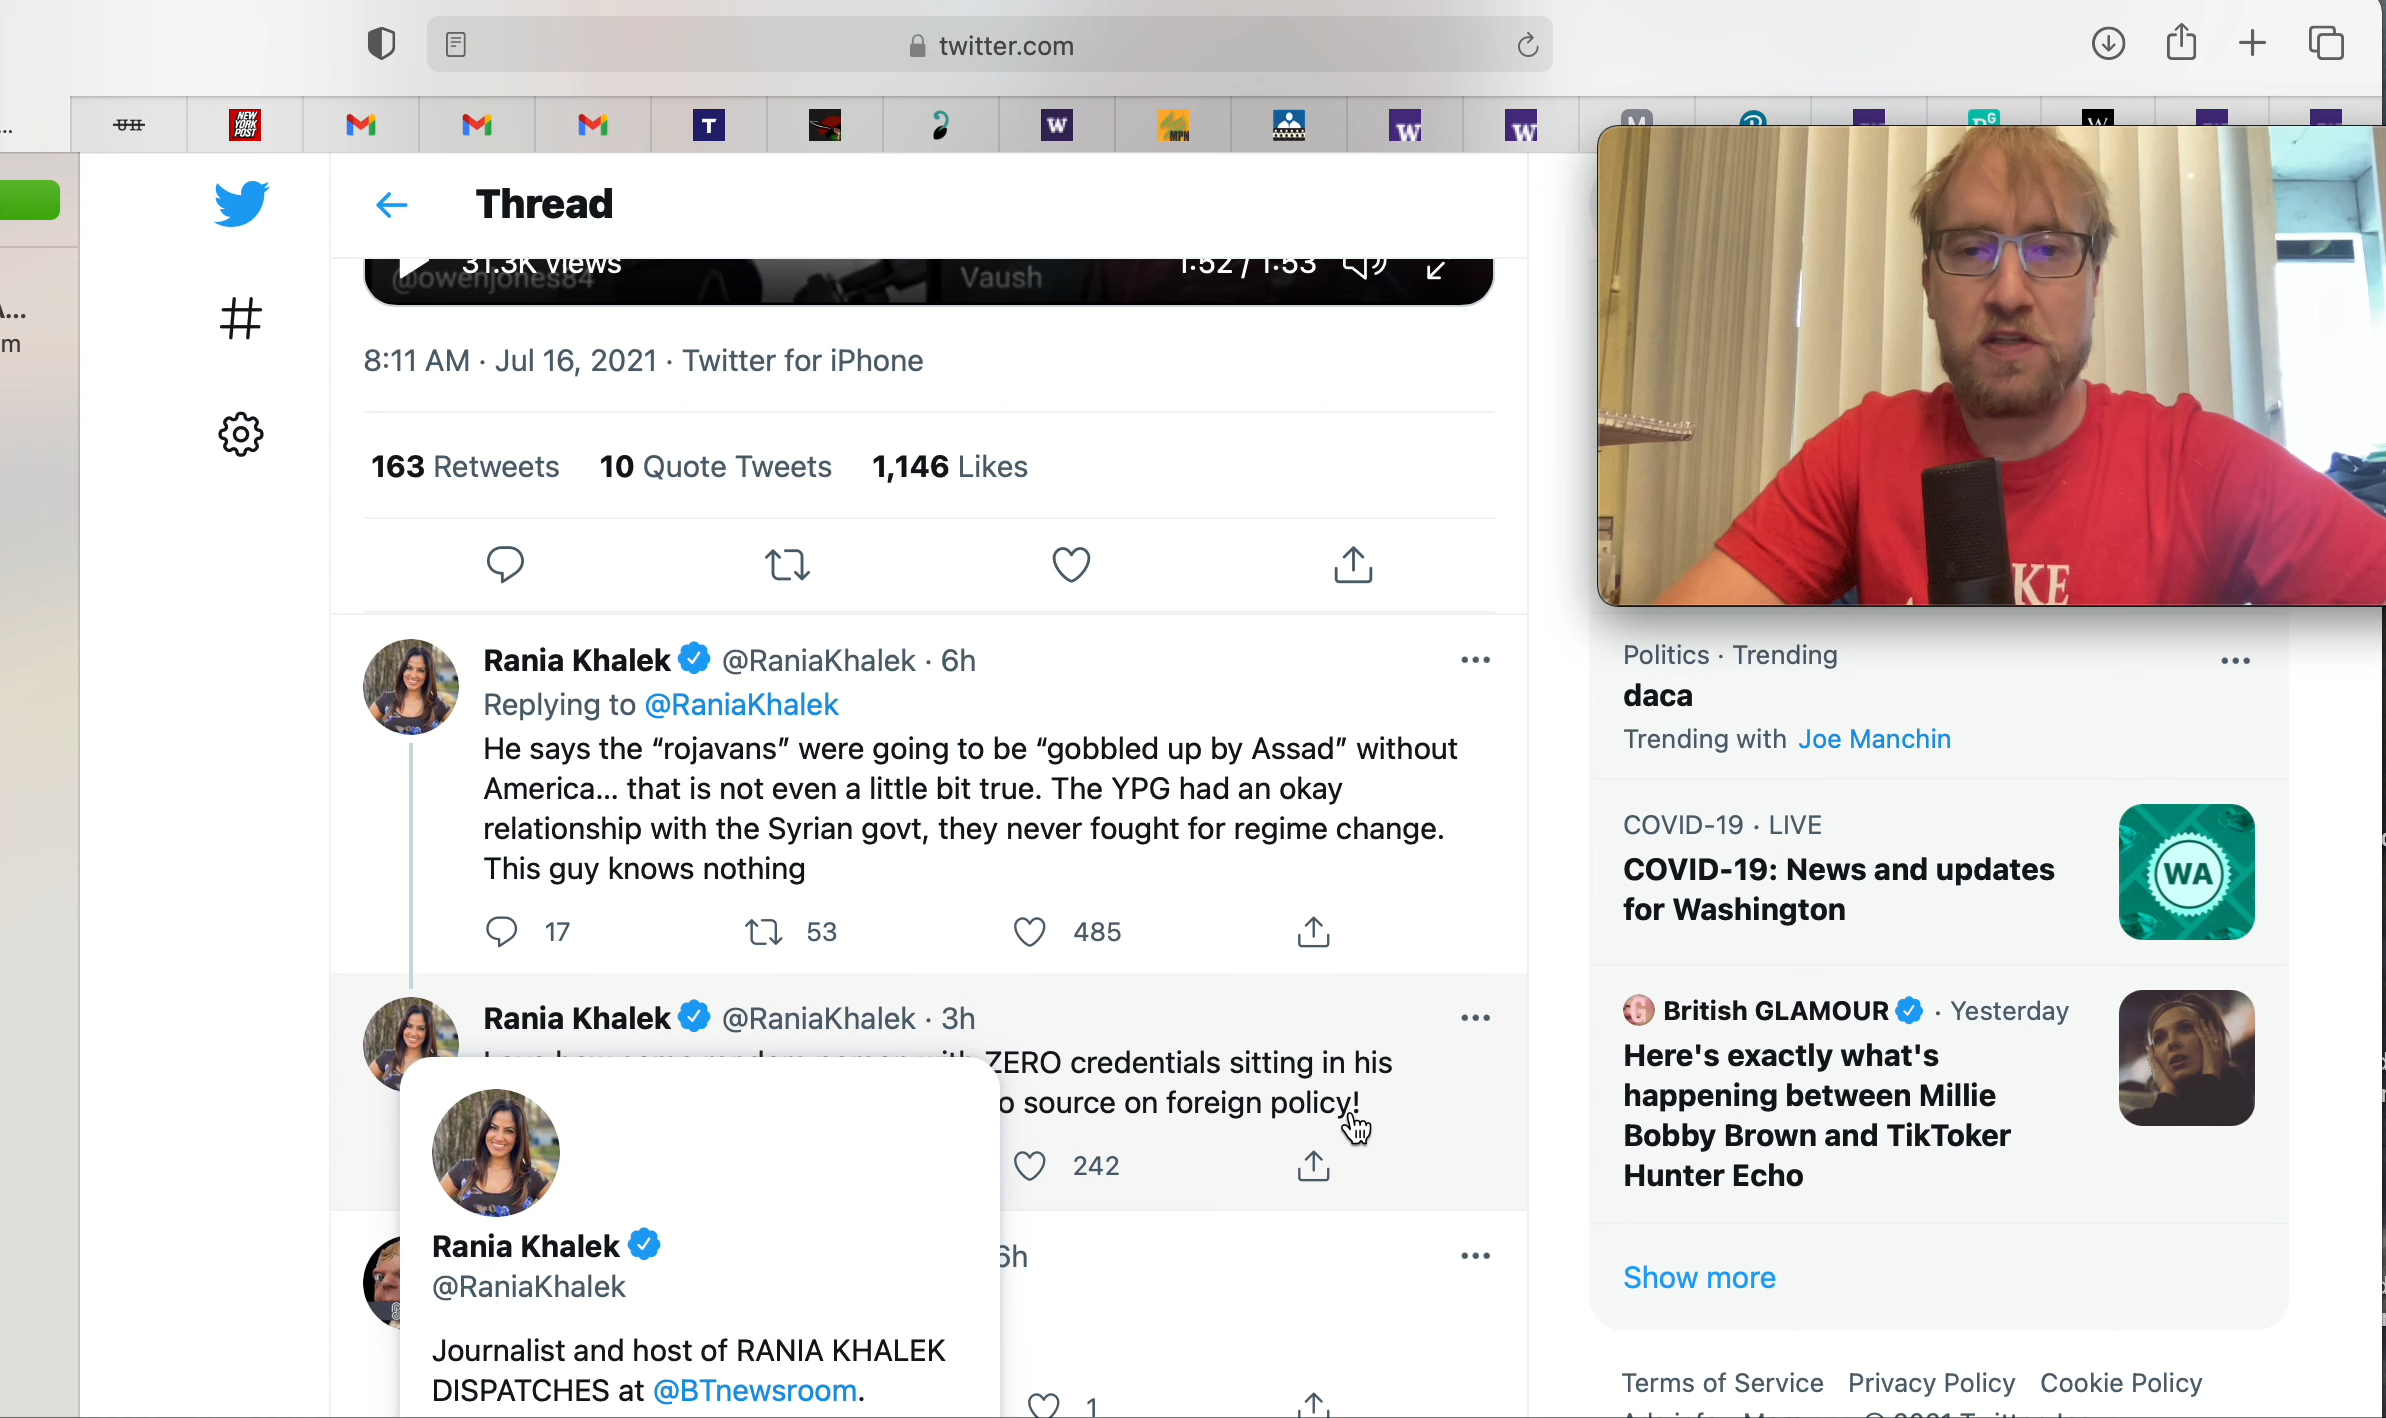 twitter.com
NEW YORK POST
T
W
MPN
W
W
M
Thread
31.3K views
1:52 / 1:53
@owenjones84
Vaush
8:11 AM · Jul 16, 2021 · Twitter for iPhone
163 Retweets 10 Quote Tweets 1,146 Likes
KE
Rania Khalek @RaniaKhalek · 6h
Replying to @RaniaKhalek
He says the “rojavans” were going to be “gobbled up by Assad” without
America... that is not even a little bit true. The YPG had an okay
relationship with the Syrian govt, they never fought for regime change.
This guy knows nothing
17 53 485
Rania Khalek @RaniaKhalek · 3h
ZERO credentials sitting in his
source on foreign policy!
242
Rania Khalek
@RaniaKhalek
Journalist and host of RANIA KHALEK
DISPATCHES at @BTnewsroom.
6h
1
Politics · Trending
daca
Trending with Joe Manchin
COVID-19 · LIVE
COVID-19: News and updates
for Washington
WA
British GLAMOUR · Yesterday
Here's exactly what's
happening between Millie
Bobby Brown and TikToker
Hunter Echo
Show more
Terms of Service Privacy Policy Cookie Policy